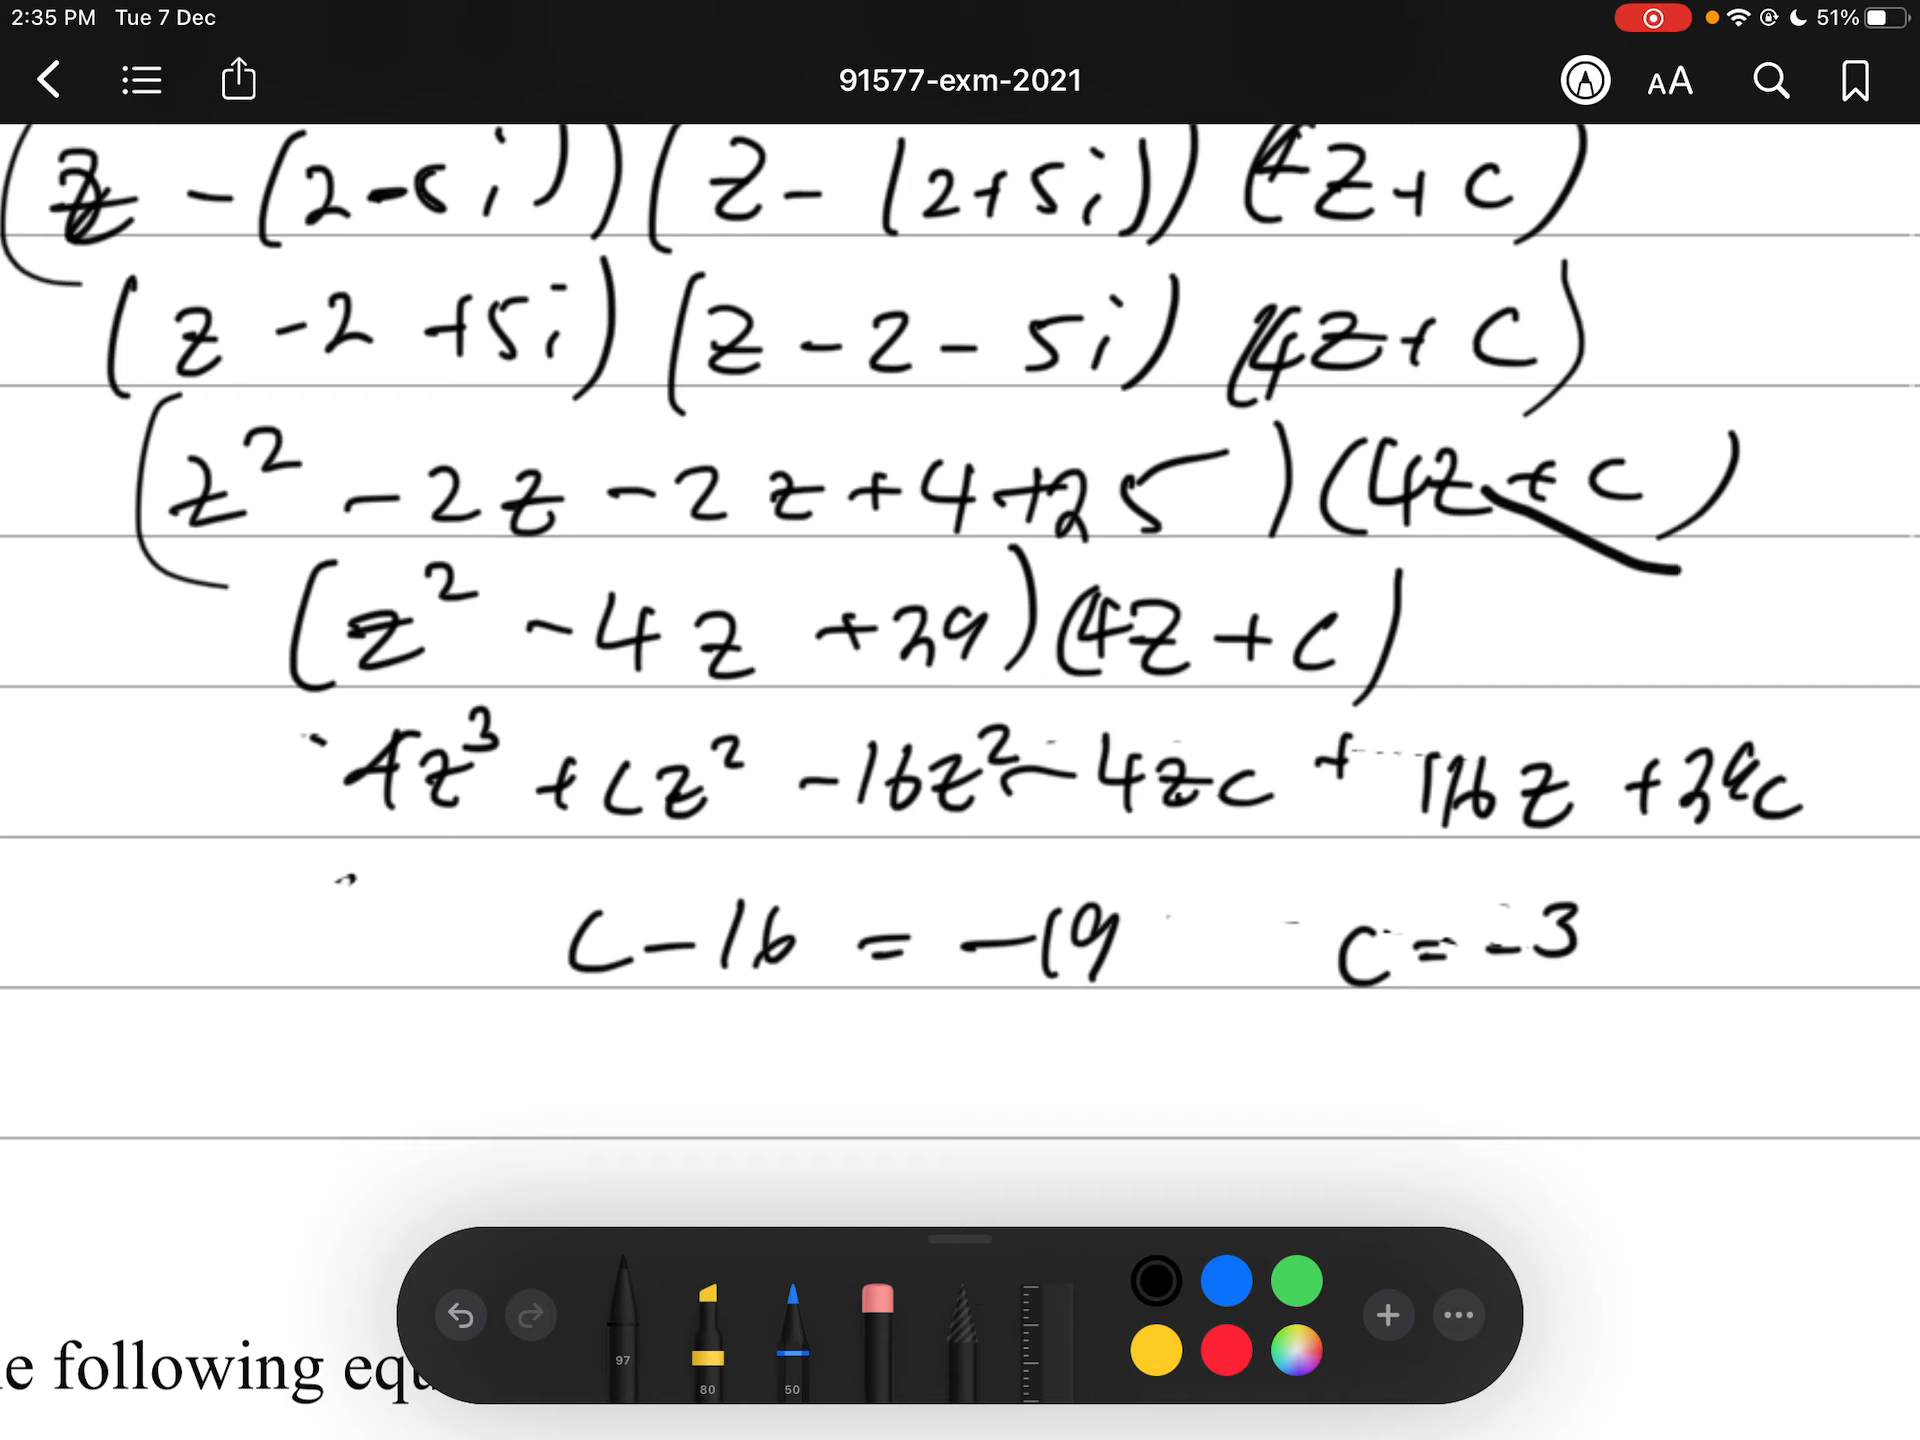 2:35 PM Tue 7 Dec 51%
91577-exm-2021
AA
(z - (2-5i))(z - (2+5i))(4z + c)
(z - 2 + 5i)(z - 2 - 5i)(4z + c)
(z² - 2z - 2z + 4 + 25)(4z + c)
(z² - 4z + 29)(4z + c)
4z³ + cz² - 16z² - 4zc + 116z + 29c
c - 16 = -19 c = -3
e following equ
97 80 50